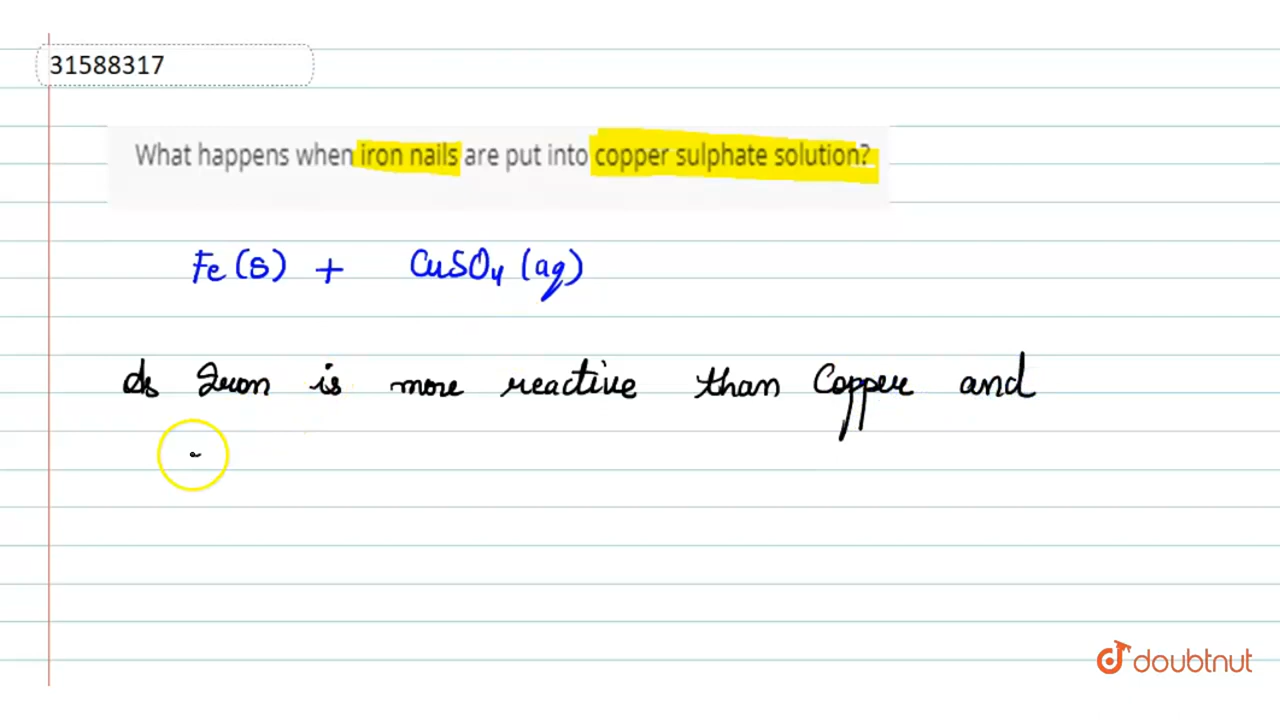 31588317
What happens when iron nails are put into copper sulphate solution?
Fe(s) + CuSO4 (aq)
As Iron is more reactive than Copper and
doubtnut